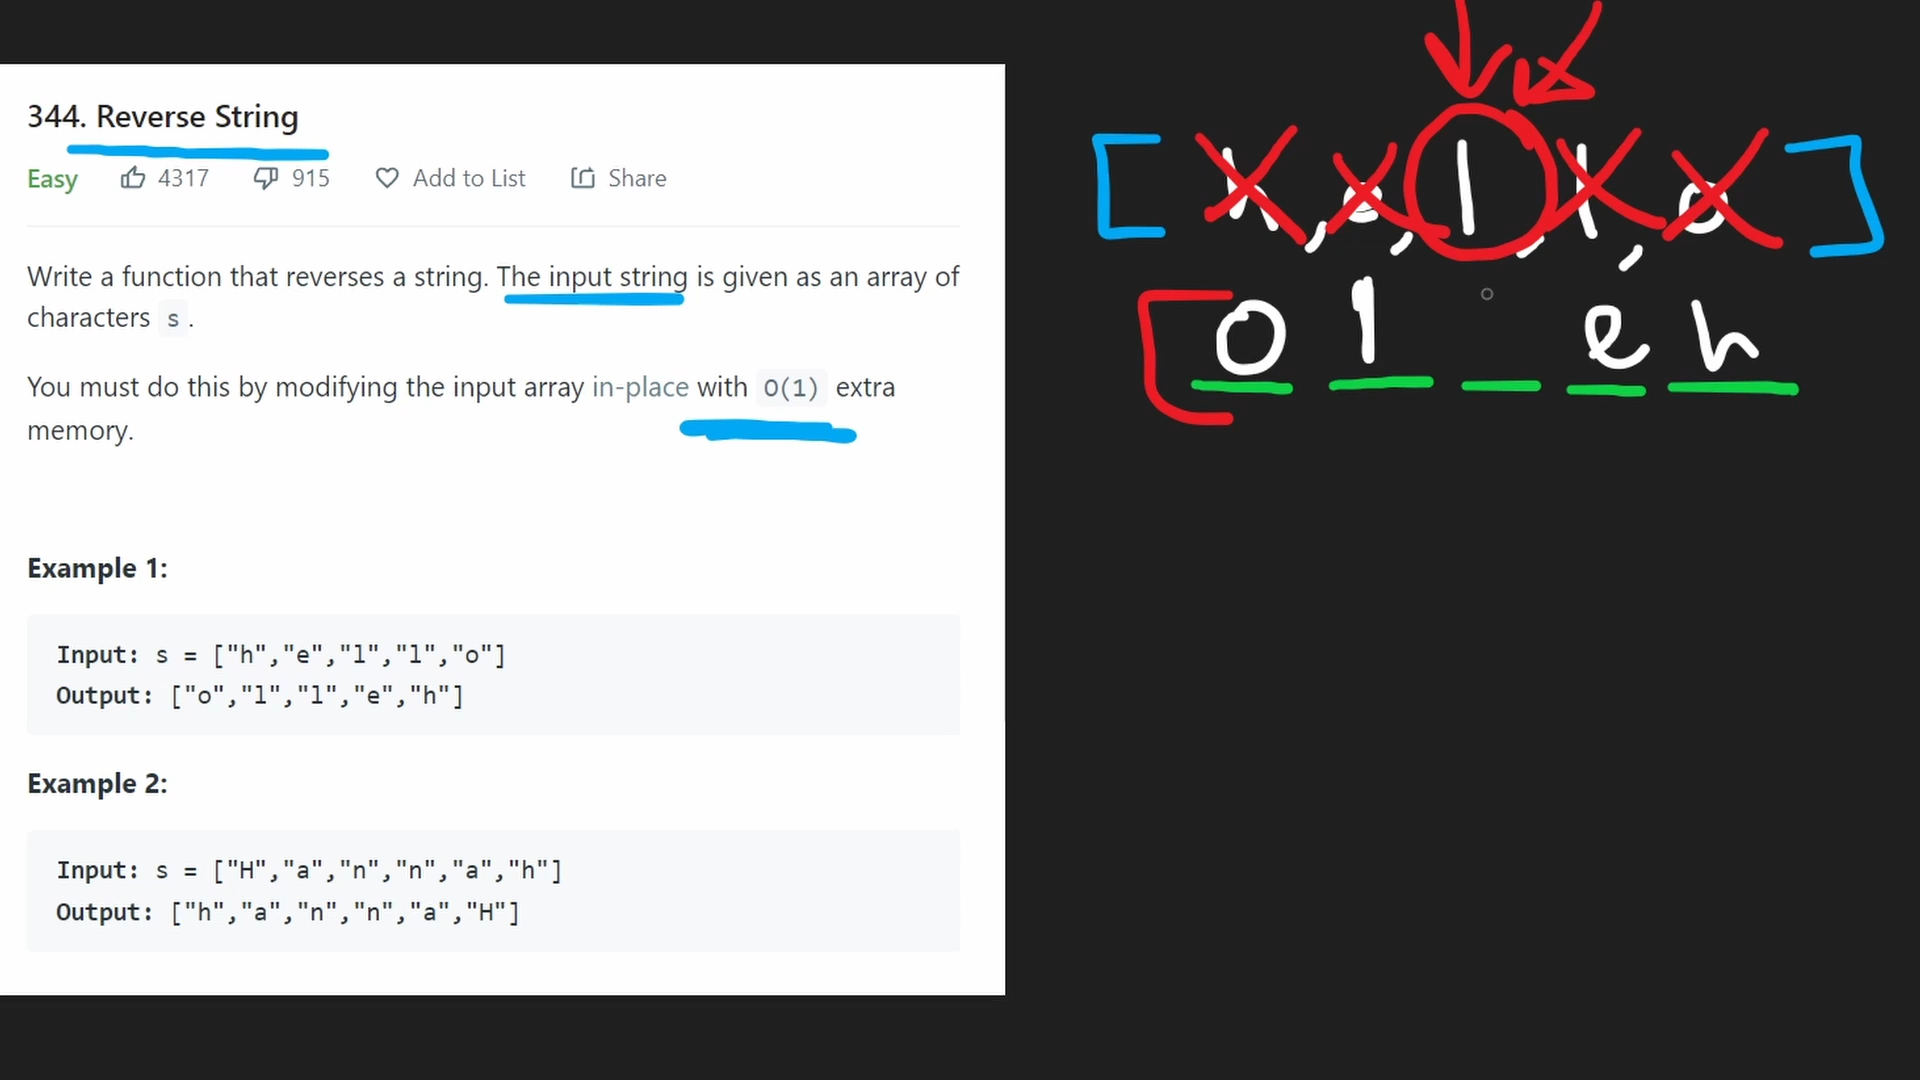 344. Reverse String
Easy 4317 915 Add to List Share
Write a function that reverses a string. The input string is given as an array of
characters s.
You must do this by modifying the input array in-place with O(1) extra
memory.
Example 1:
Input: s = ["h","e","l","l","o"]
Output: ["o","l","l","e","h"]
Example 2:
Input: s = ["H","a","n","n","a","h"]
Output: ["h","a","n","n","a","H"]
[h,e,l,l,o]
[o l e h